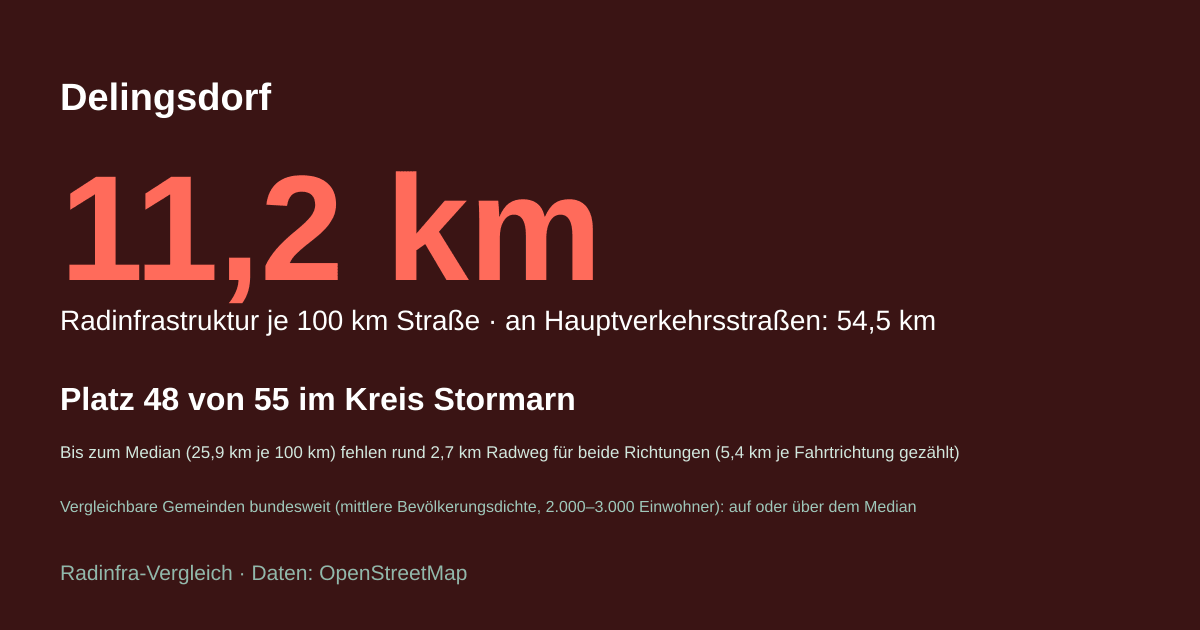 Delingsdorf
11,2 km
Radinfrastruktur je 100 km Straße · an Hauptverkehrsstraßen: 54,5 km
Platz 48 von 55 im Kreis Stormarn
Bis zum Median (25,9 km je 100 km) fehlen rund 2,7 km Radweg für beide Richtungen (5,4 km je Fahrtrichtung gezählt)
Vergleichbare Gemeinden bundesweit (mittlere Bevölkerungsdichte, 2.000–3.000 Einwohner): auf oder über dem Median
Radinfra-Vergleich · Daten: OpenStreetMap